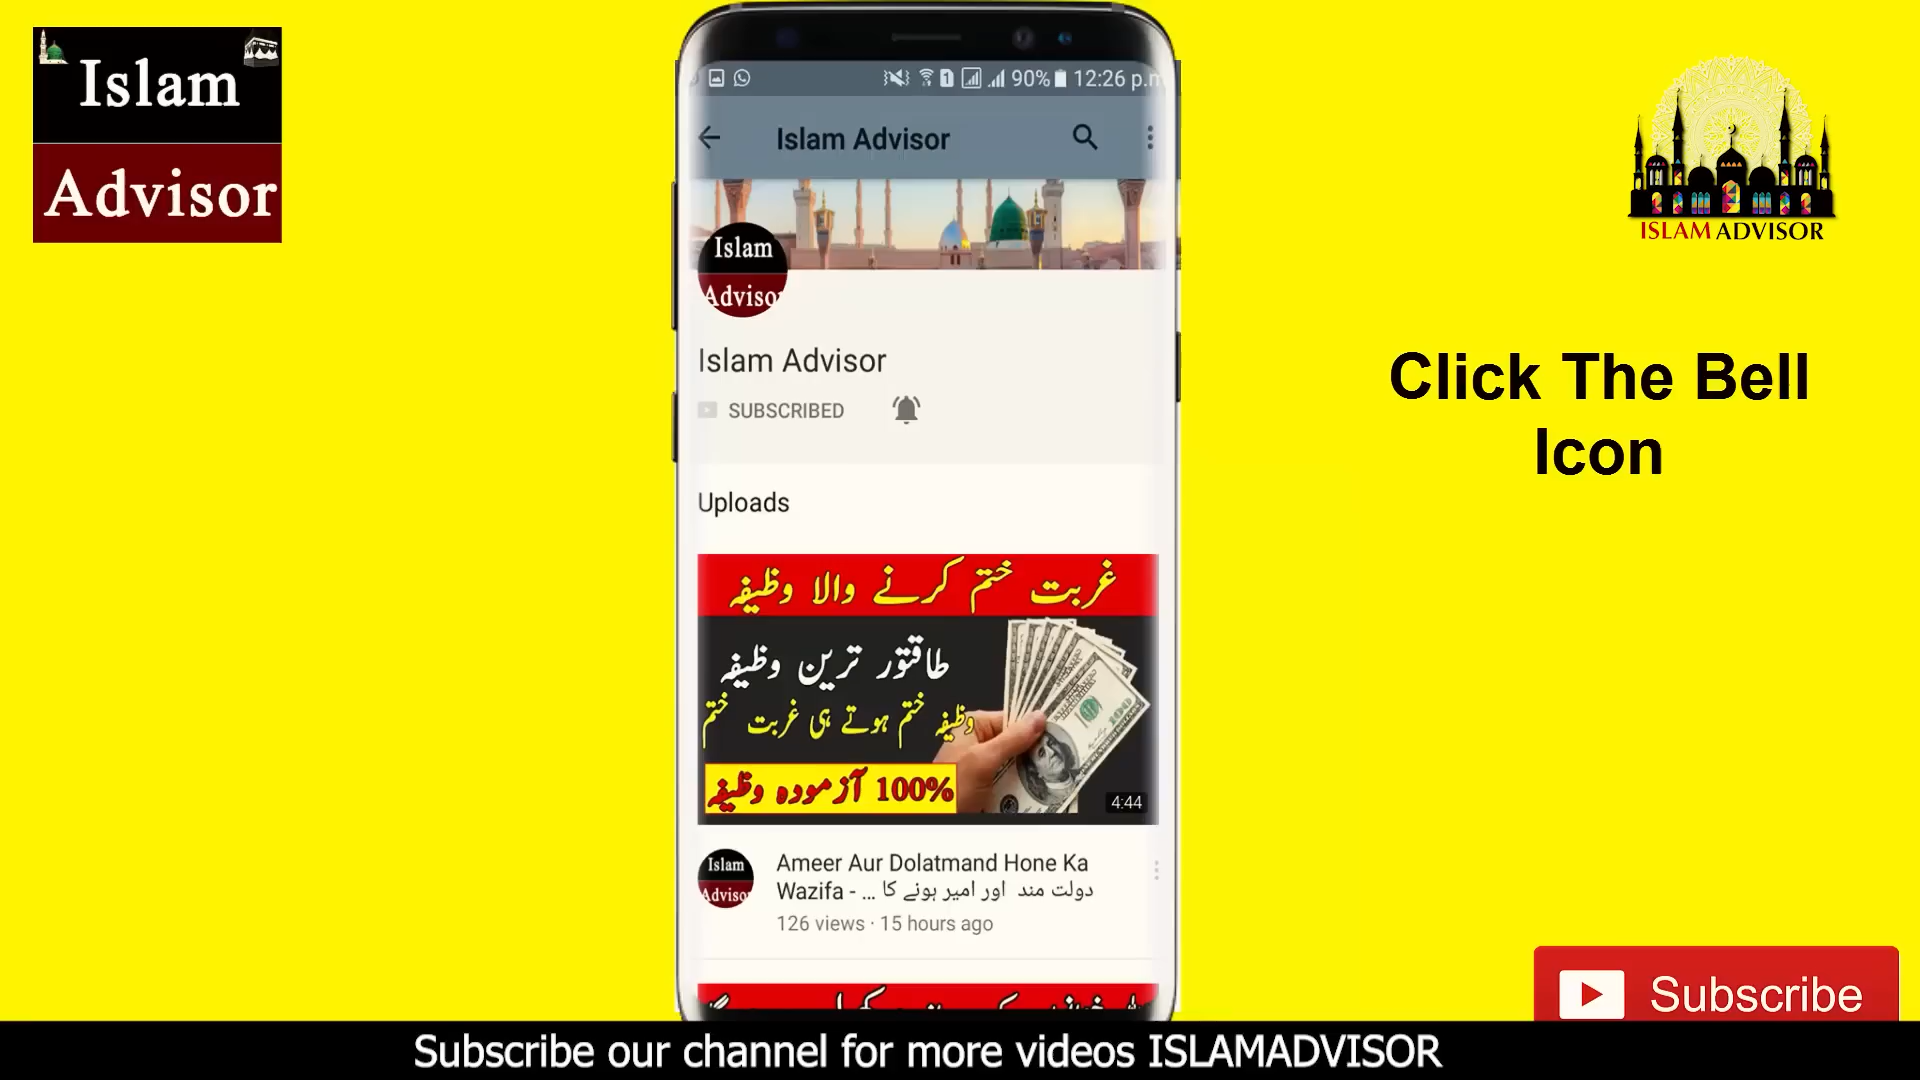 Islam
Advisor
90% 12:26 p.m
Islam Advisor
Islam
Advisor
Islam Advisor
SUBSCRIBED
Uploads
غربت ختم کرنے والا وظیفہ
طاقتور ترین وظیفہ
وظیفہ ختم ہوتے ہی غربت ختم
100% آزمودہ وظیفہ
4:44
Islam
Advisor
Ameer Aur Dolatmand Hone Ka
Wazifa - ... دولت مند اور امیر ہونے کا
126 views · 15 hours ago
ISLAM ADVISOR
Click The Bell
Icon
Subscribe
Subscribe our channel for more videos ISLAMADVISOR